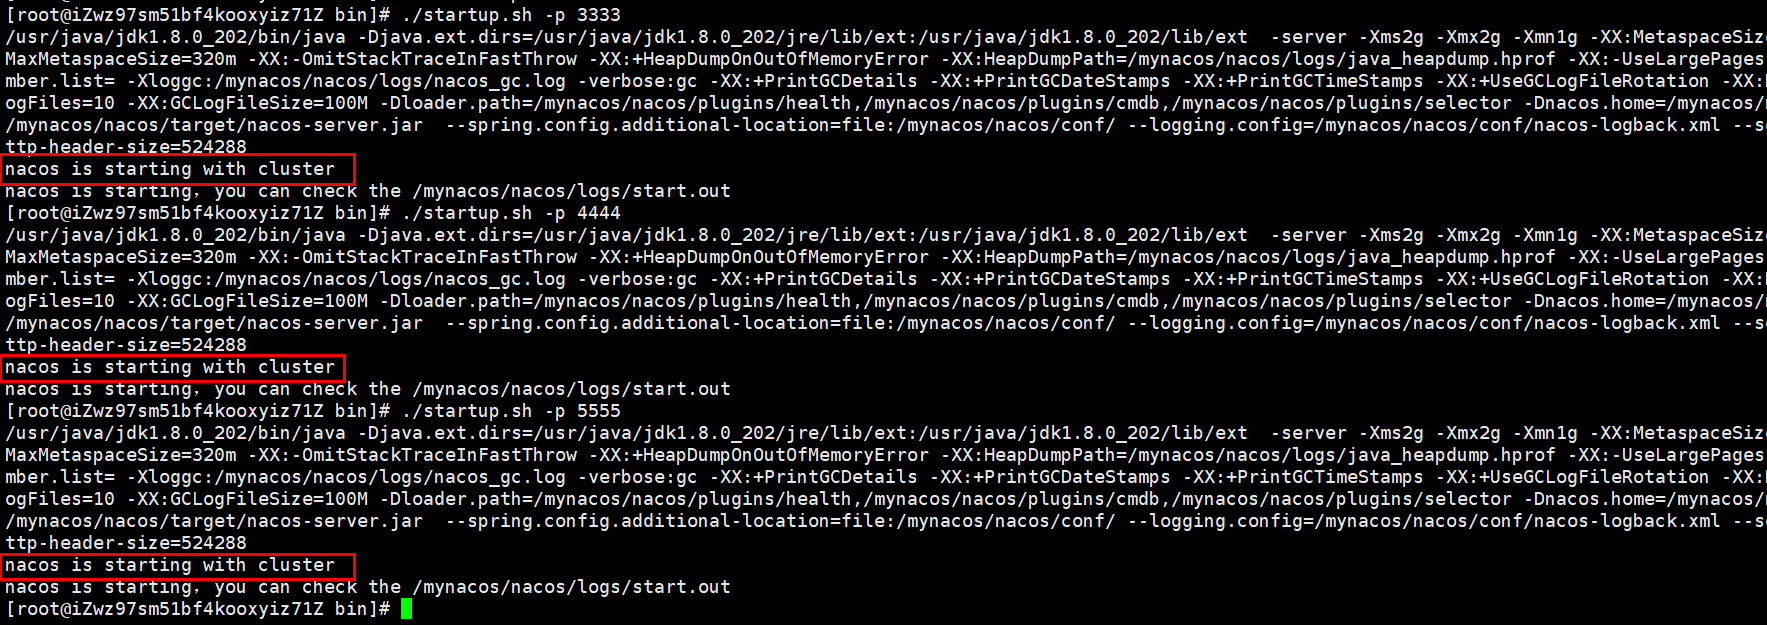 [root@iZwz97sm51bf4kooxyiz71Z bin]# ./startup.sh -p 3333
/usr/java/jdk1.8.0_202/bin/java -Djava.ext.dirs=/usr/java/jdk1.8.0_202/jre/lib/ext:/usr/java/jdk1.8.0_202/lib/ext  -server -Xms2g -Xmx2g -Xmn1g -XX:MetaspaceSiz
MaxMetaspaceSize=320m -XX:-OmitStackTraceInFastThrow -XX:+HeapDumpOnOutOfMemoryError -XX:HeapDumpPath=/mynacos/nacos/logs/java_heapdump.hprof -XX:-UseLargePages
mber.list= -Xloggc:/mynacos/nacos/logs/nacos_gc.log -verbose:gc -XX:+PrintGCDetails -XX:+PrintGCDateStamps -XX:+PrintGCTimeStamps -XX:+UseGCLogFileRotation -XX:
ogFiles=10 -XX:GCLogFileSize=100M -Dloader.path=/mynacos/nacos/plugins/health,/mynacos/nacos/plugins/cmdb,/mynacos/nacos/plugins/selector -Dnacos.home=/mynacos/
/mynacos/nacos/target/nacos-server.jar  --spring.config.additional-location=file:/mynacos/nacos/conf/ --logging.config=/mynacos/nacos/conf/nacos-logback.xml --s
ttp-header-size=524288
nacos is starting with cluster
nacos is starting, you can check the /mynacos/nacos/logs/start.out
[root@iZwz97sm51bf4kooxyiz71Z bin]# ./startup.sh -p 4444
/usr/java/jdk1.8.0_202/bin/java -Djava.ext.dirs=/usr/java/jdk1.8.0_202/jre/lib/ext:/usr/java/jdk1.8.0_202/lib/ext  -server -Xms2g -Xmx2g -Xmn1g -XX:MetaspaceSiz
MaxMetaspaceSize=320m -XX:-OmitStackTraceInFastThrow -XX:+HeapDumpOnOutOfMemoryError -XX:HeapDumpPath=/mynacos/nacos/logs/java_heapdump.hprof -XX:-UseLargePages
mber.list= -Xloggc:/mynacos/nacos/logs/nacos_gc.log -verbose:gc -XX:+PrintGCDetails -XX:+PrintGCDateStamps -XX:+PrintGCTimeStamps -XX:+UseGCLogFileRotation -XX:
ogFiles=10 -XX:GCLogFileSize=100M -Dloader.path=/mynacos/nacos/plugins/health,/mynacos/nacos/plugins/cmdb,/mynacos/nacos/plugins/selector -Dnacos.home=/mynacos/
/mynacos/nacos/target/nacos-server.jar  --spring.config.additional-location=file:/mynacos/nacos/conf/ --logging.config=/mynacos/nacos/conf/nacos-logback.xml --s
ttp-header-size=524288
nacos is starting with cluster
nacos is starting, you can check the /mynacos/nacos/logs/start.out
[root@iZwz97sm51bf4kooxyiz71Z bin]# ./startup.sh -p 5555
/usr/java/jdk1.8.0_202/bin/java -Djava.ext.dirs=/usr/java/jdk1.8.0_202/jre/lib/ext:/usr/java/jdk1.8.0_202/lib/ext  -server -Xms2g -Xmx2g -Xmn1g -XX:MetaspaceSiz
MaxMetaspaceSize=320m -XX:-OmitStackTraceInFastThrow -XX:+HeapDumpOnOutOfMemoryError -XX:HeapDumpPath=/mynacos/nacos/logs/java_heapdump.hprof -XX:-UseLargePages
mber.list= -Xloggc:/mynacos/nacos/logs/nacos_gc.log -verbose:gc -XX:+PrintGCDetails -XX:+PrintGCDateStamps -XX:+PrintGCTimeStamps -XX:+UseGCLogFileRotation -XX:
ogFiles=10 -XX:GCLogFileSize=100M -Dloader.path=/mynacos/nacos/plugins/health,/mynacos/nacos/plugins/cmdb,/mynacos/nacos/plugins/selector -Dnacos.home=/mynacos/
/mynacos/nacos/target/nacos-server.jar  --spring.config.additional-location=file:/mynacos/nacos/conf/ --logging.config=/mynacos/nacos/conf/nacos-logback.xml --s
ttp-header-size=524288
nacos is starting with cluster
nacos is starting, you can check the /mynacos/nacos/logs/start.out
[root@iZwz97sm51bf4kooxyiz71Z bin]#